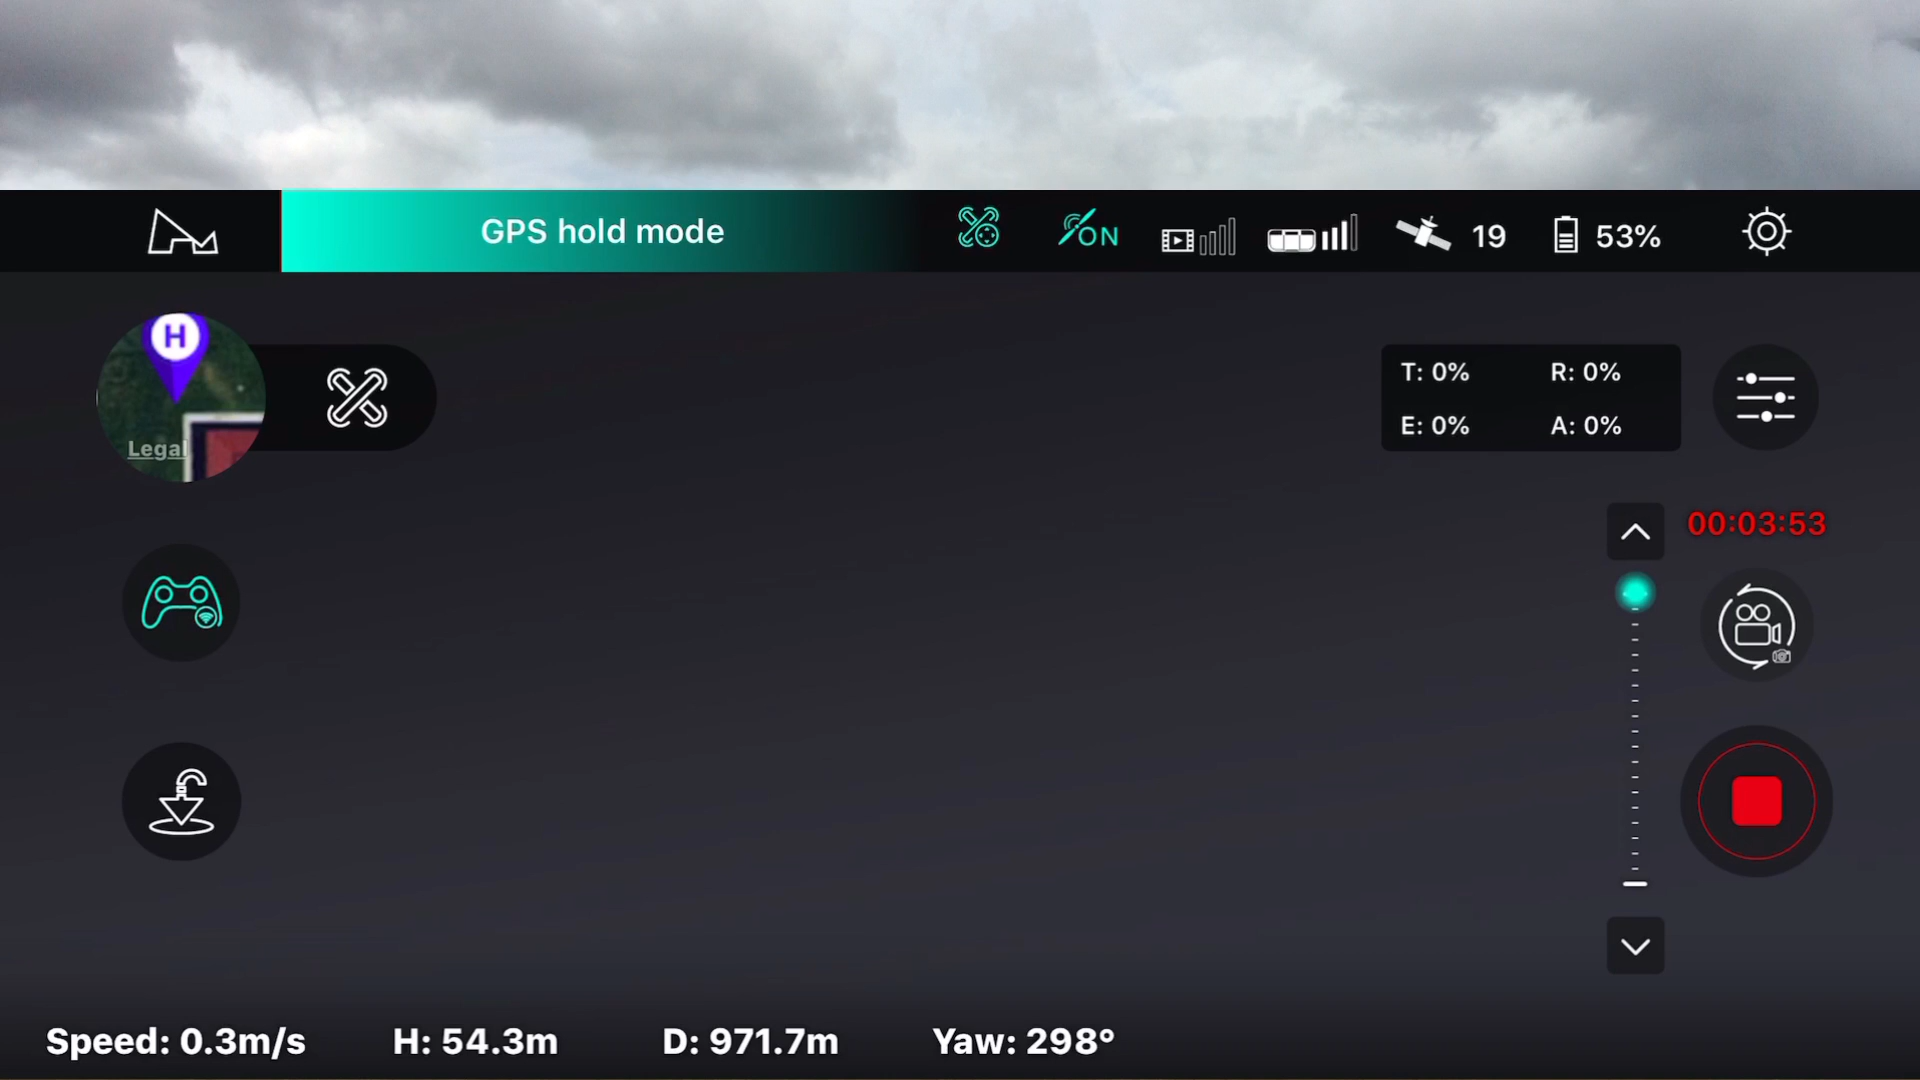 GPS hold mode
ON
19
53%
H
Legal
T: 0% R: 0%
E: 0% A: 0%
00:03:53
Speed: 0.3m/s H: 54.3m D: 971.7m Yaw: 298°